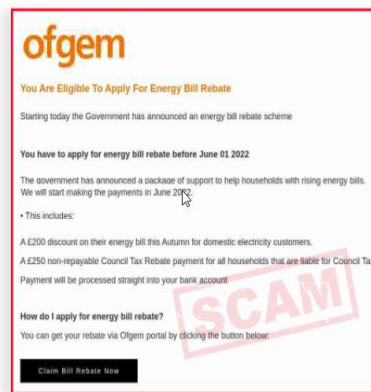 ofgem
You Are Eligible To Apply For Energy Bill Rebate
Starting today the Government has announced an energy bill rebate scheme
You have to apply for energy bill rebate before June 01 2022
The government has announced a package of support to help households with rising energy bills.
We will start making the payments in June 2022.
• This includes:
A £200 discount on their energy bill this Autumn for domestic electricity customers.
A £250 non-repayable Council Tax Rebate payment for all households that are liable for Council Ta
Payment will be processed straight into your bank account
SCAM
How do I apply for energy bill rebate?
You can get your rebate via Ofgem portal by clicking the button below:
Claim Bill Rebate Now